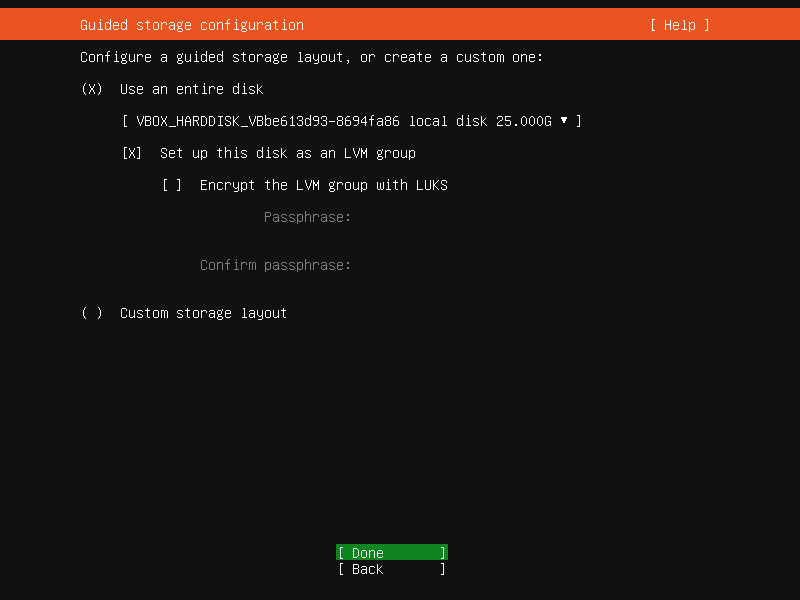 Guided storage configuration [ Help ]
Configure a guided storage layout, or create a custom one:
(X) Use an entire disk
[ VBOX_HARDDISK_VBbe613d93-8694fa86 local disk 25.000G ▾ ]
[X] Set up this disk as an LVM group
[ ] Encrypt the LVM group with LUKS
Passphrase:
Confirm passphrase:
( ) Custom storage layout
[ Done ]
[ Back ]